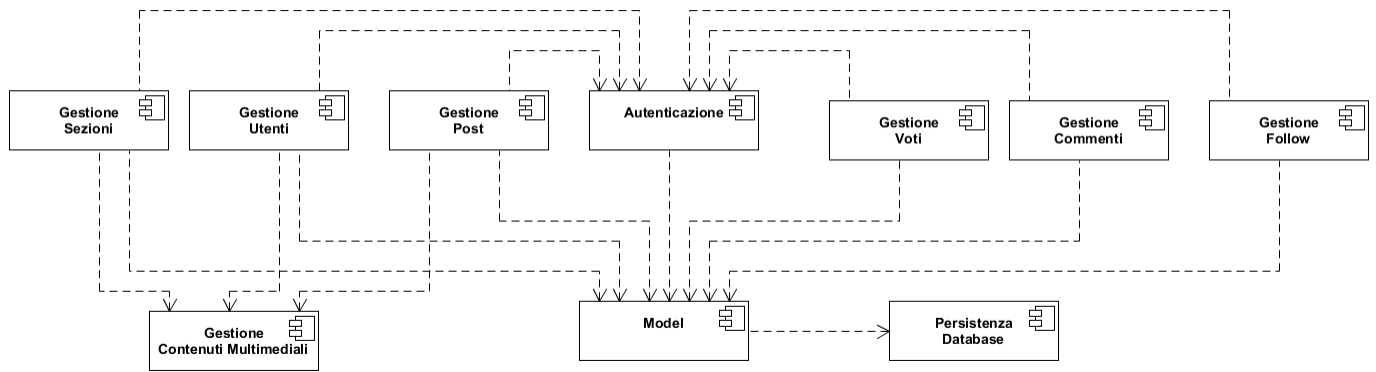 Gestione
Sezioni
Gestione
Utenti
Gestione
Post
Autenticazione
Gestione
Voti
Gestione
Commenti
Gestione
Follow
Gestione
Contenuti Multimediali
Model
Persistenza
Database